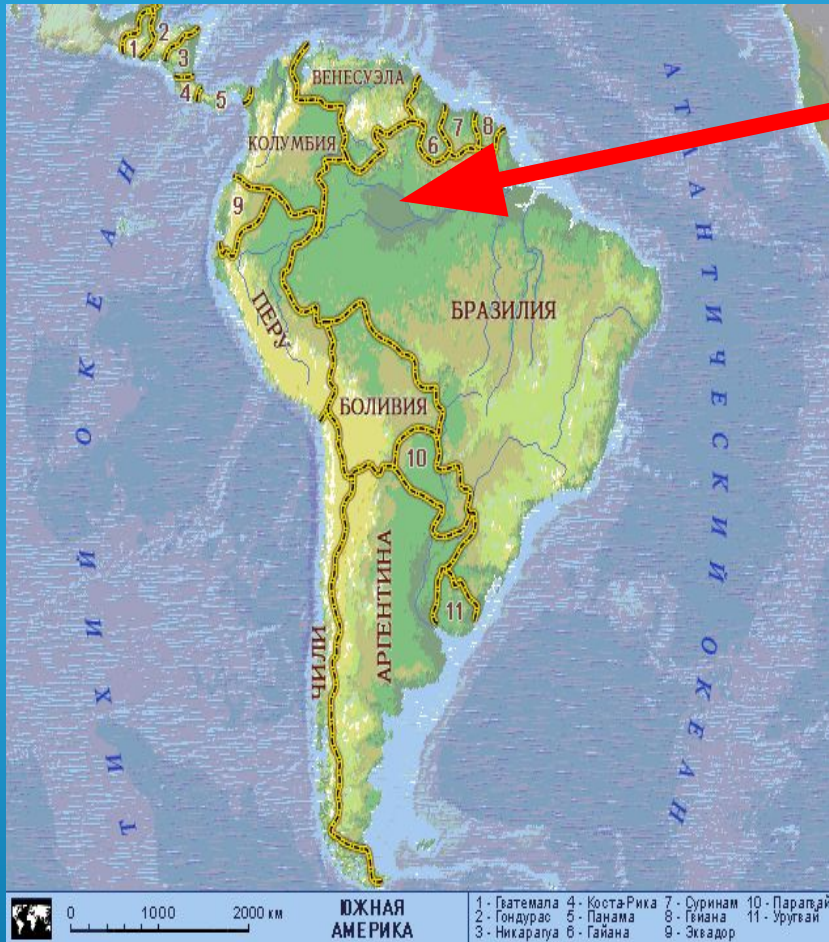 1
2
3
4
5
ВЕНЕСУЭЛА
КОЛУМБИЯ
6
7
8
9
ПЕРУ
БРАЗИЛИЯ
БОЛИВИЯ
10
ЧИЛИ
АРГЕНТИНА
11
ТИХИЙ ОКЕАН
АТЛАНТИЧЕСКИЙ ОКЕАН
0 1000 2000 км
ЮЖНАЯ
АМЕРИКА
1 - Гватемала 4 - Коста-Рика 7 - Суринам 10 - Парагвай
2 - Гондурас 5 - Панама 8 - Гвиана 11 - Уругвай
3 - Никарагуа 6 - Гайана 9 - Эквадор